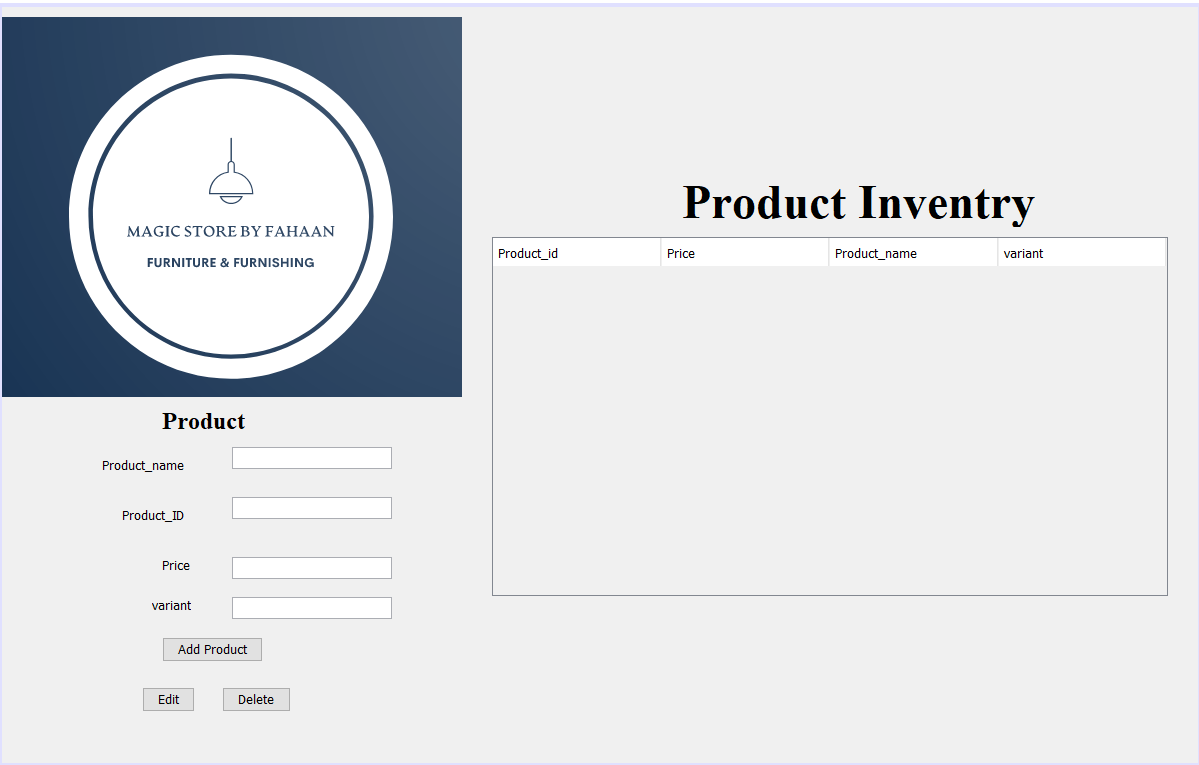 MAGIC STORE BY FAHAAN
FURNITURE & FURNISHING
Product
Product_name
Product_ID
Price
variant
Add Product
Edit Delete
Product Inventry
Product_id Price Product_name variant